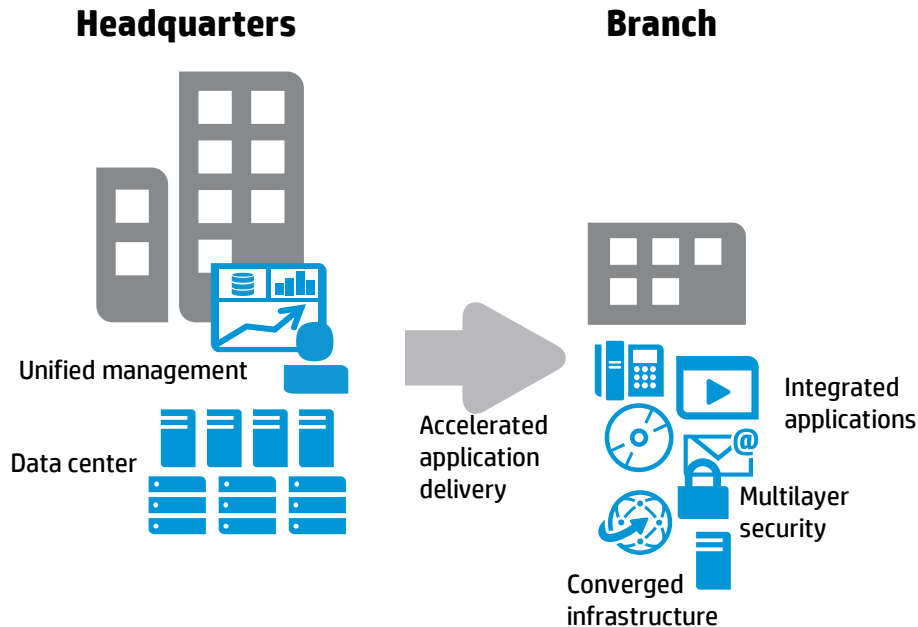 Headquarters
Branch
Unified management
Data center
Accelerated
application
delivery
Integrated
applications
@
Multilayer
security
Converged
infrastructure